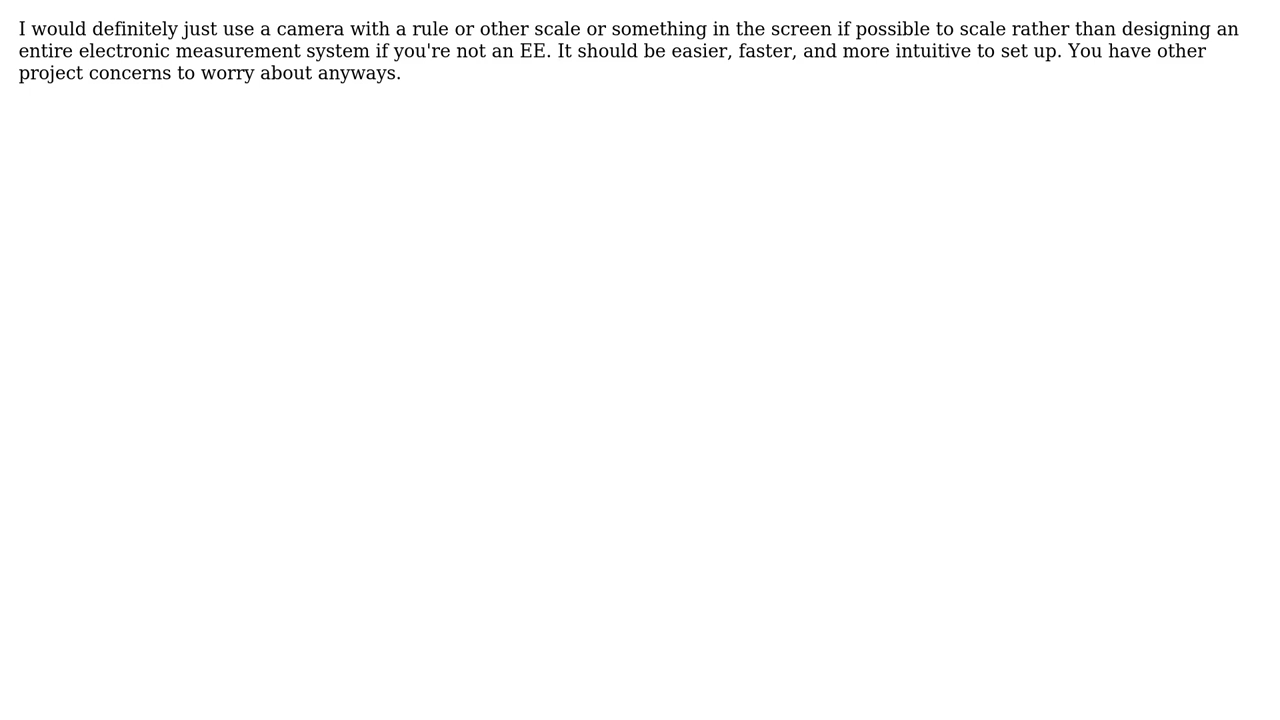 I would definitely just use a camera with a rule or other scale or something in the screen if possible to scale rather than designing an
entire electronic measurement system if you're not an EE. It should be easier, faster, and more intuitive to set up. You have other
project concerns to worry about anyways.